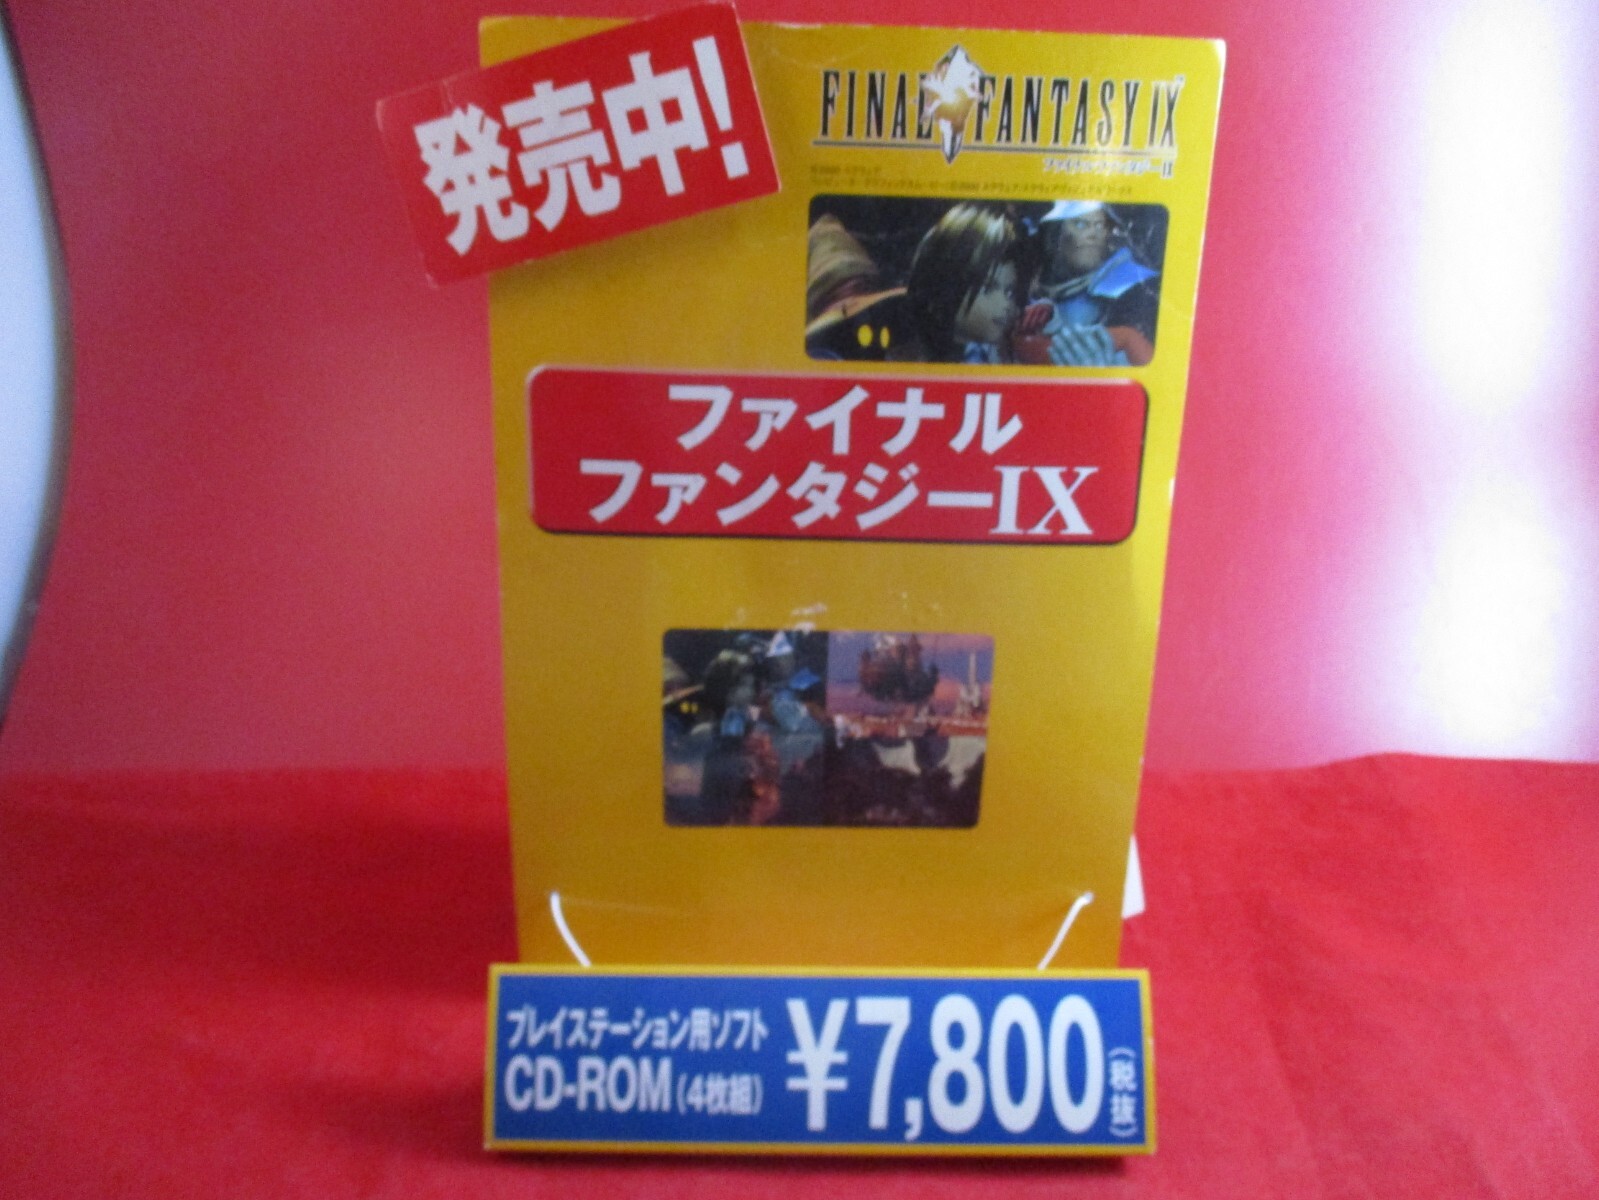 発売中!
FINAL FANTASY IX
ファイナルファンタジーIX
ファイナル
ファンタジーIX
プレイステーション用ソフト
CD-ROM(4枚組)
¥7,800(税抜)